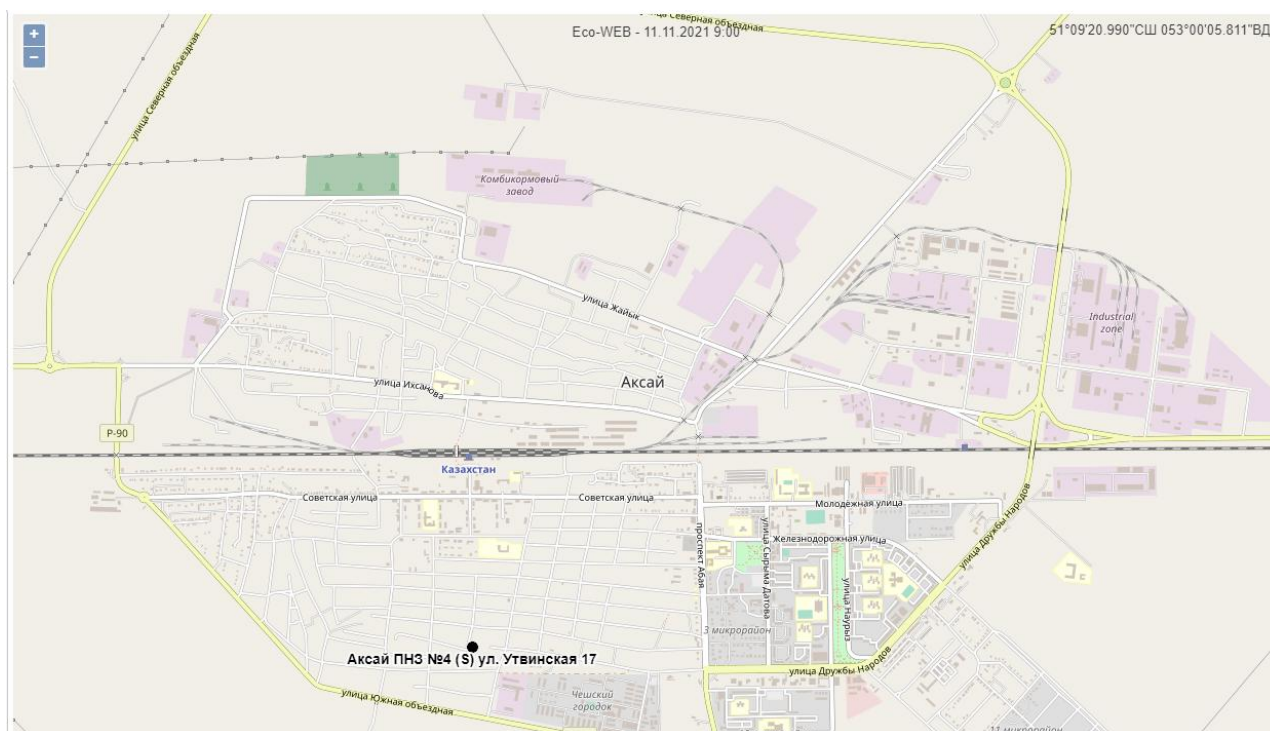 улица Северная объездная
Eco-WEB - 11.11.2021 9:00
51°09'20.990"СШ 053°00'05.811"ВД
улица Северная объездная
Комбикормовый
завод
улица Жайык
Industrial
zone
Аксай
улица Ихсанова
Р-90
Казахстан
Советская улица
Советская улица
Молодежная улица
проспект Абая
улица Сырыма Датова
Железнодорожная улица
улица Дружбы Народов
улица Наурыз
3 микрорайон
Аксай ПНЗ №4 (S) ул. Утвинская 17
улица Дружбы Народов
улица Южная объездная
Чешский
городок
11 микрорайон